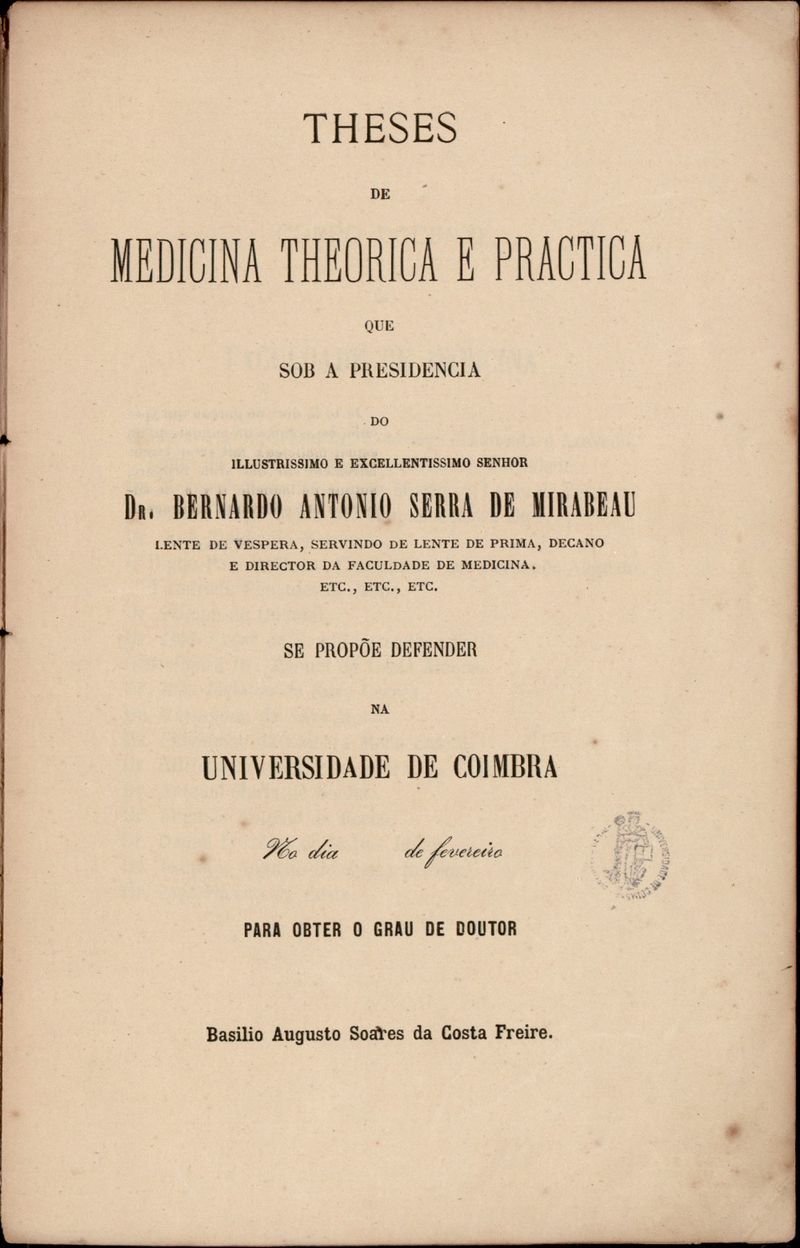 THESES
DE
MEDICINA THEORICA E PRACTICA
QUE
SOB A PRESIDENCIA
DO
ILLUSTRISSIMO E EXCELLENTISSIMO SENHOR
DR. BERNARDO ANTONIO SERRA DE MIRABEAU
LENTE DE VESPERA, SERVINDO DE LENTE DE PRIMA, DECANO
E DIRECTOR DA FACULDADE DE MEDICINA.
ETC., ETC., ETC.
SE PROPÕE DEFENDER
NA
UNIVERSIDADE DE COIMBRA
No dia de fevereiro
PARA OBTER O GRAU DE DOUTOR
Basilio Augusto Soares da Costa Freire.